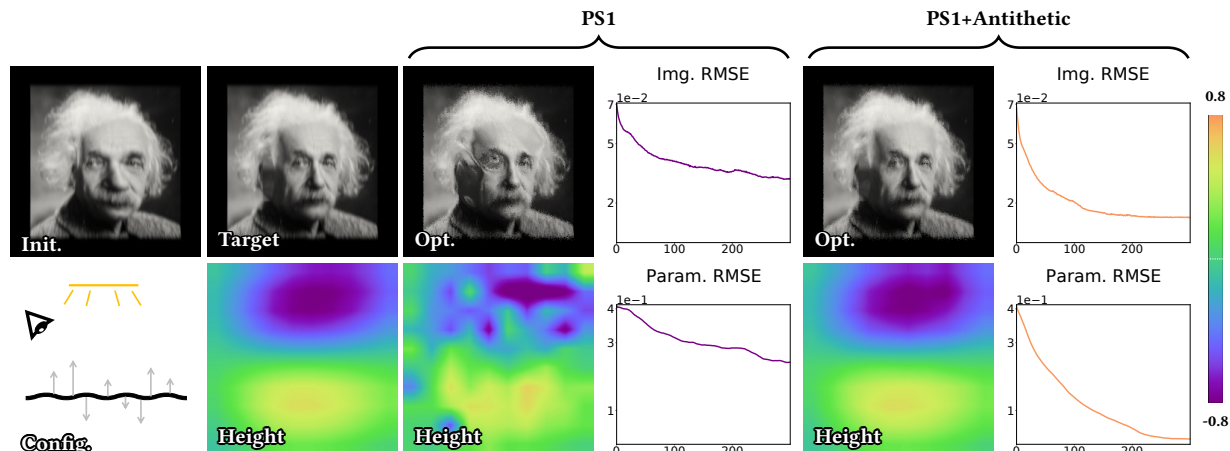 PS1
PS1+Antithetic
Init.
Target
Opt.
Img. RMSE
1e−2
7
5
2
0 100 200
Opt.
Img. RMSE
1e−2
7
5
2
0 100 200
0.8
-0.8
Config.
Height
Height
Param. RMSE
1e−1
4
3
1
0 100 200
Height
Param. RMSE
1e−1
4
3
1
0 100 200